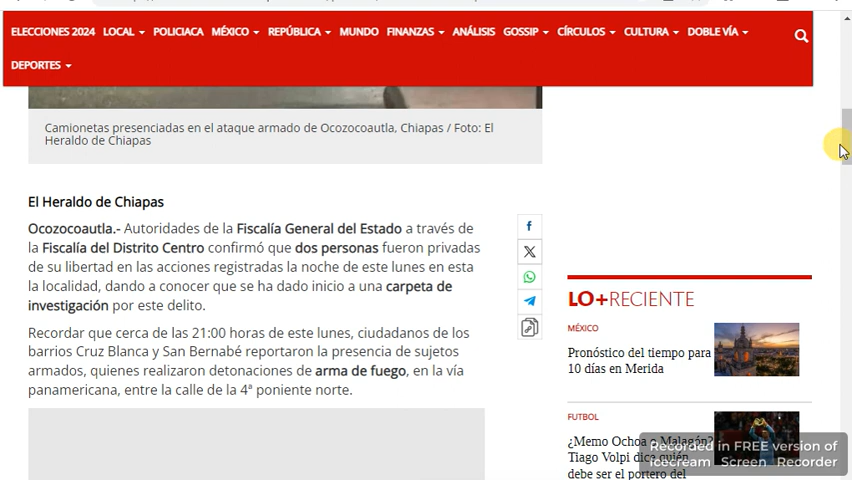 ELECCIONES 2024 LOCAL POLICIACA MÉXICO REPÚBLICA MUNDO FINANZAS ANÁLISIS GOSSIP CÍRCULOS CULTURA DOBLE VÍA
DEPORTES
Camionetas presenciadas en el ataque armado de Ocozocoautla, Chiapas / Foto: El
Heraldo de Chiapas
El Heraldo de Chiapas
Ocozocoautla.- Autoridades de la Fiscalía General del Estado a través de
la Fiscalía del Distrito Centro confirmó que dos personas fueron privadas
de su libertad en las acciones registradas la noche de este lunes en esta
la localidad, dando a conocer que se ha dado inicio a una carpeta de
investigación por este delito.
Recordar que cerca de las 21:00 horas de este lunes, ciudadanos de los
barrios Cruz Blanca y San Bernabé reportaron la presencia de sujetos
armados, quienes realizaron detonaciones de arma de fuego, en la vía
panamericana, entre la calle de la 4ª poniente norte.
LO+RECIENTE
MÉXICO
Pronóstico del tiempo para
10 días en Merida
FUTBOL
¿Memo Ochoa o Malagón?
Tiago Volpi dice quién
debe ser el portero del
Recorded in FREE version of
Icecream Screen Recorder